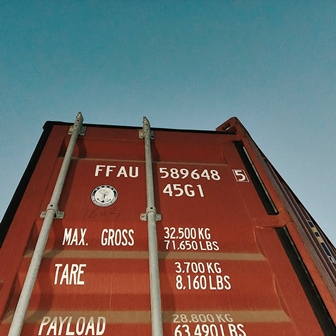 FFAU 589648 5
45G1
MAX. GROSS 32.500 KG
71.650 LBS
TARE 3.700 KG
8.160 LBS
PAYLOAD 28.800 KG
63.490 LBS